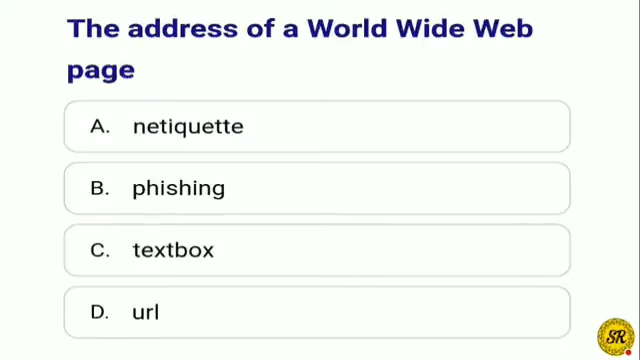 The address of a World Wide Web
page
A. netiquette
B. phishing
C. textbox
D. url
SR